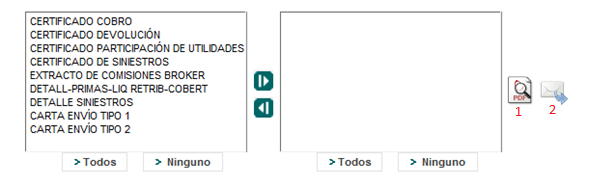 CERTIFICADO COBRO
CERTIFICADO DEVOLUCIÓN
CERTIFICADO PARTICIPACIÓN DE UTILIDADES
CERTIFICADO DE SINIESTROS
EXTRACTO DE COMISIONES BROKER
DETALL-PRIMAS-LIQ RETRIB-COBERT
DETALLE SINIESTROS
CARTA ENVÍO TIPO 1
CARTA ENVÍO TIPO 2
PDF
1
2
> Todos
> Ninguno
> Todos
> Ninguno